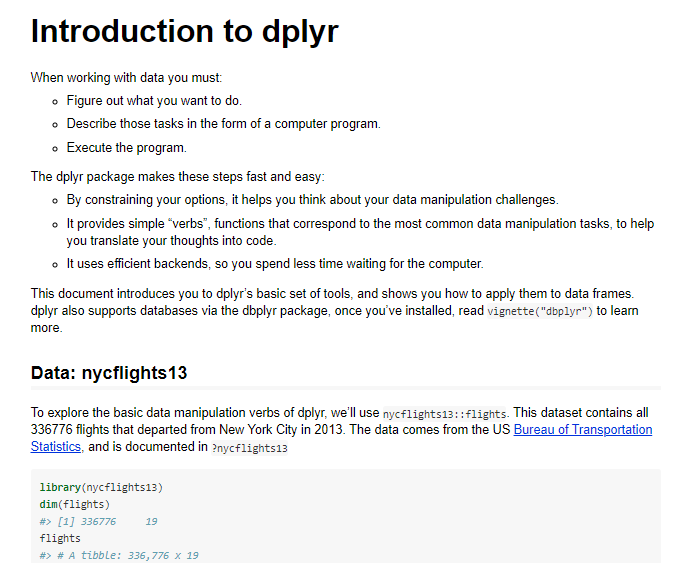 Introduction to dplyr
When working with data you must:
Figure out what you want to do.
Describe those tasks in the form of a computer program.
Execute the program.
The dplyr package makes these steps fast and easy:
By constraining your options, it helps you think about your data manipulation challenges.
It provides simple “verbs”, functions that correspond to the most common data manipulation tasks, to help
you translate your thoughts into code.
It uses efficient backends, so you spend less time waiting for the computer.
This document introduces you to dplyr’s basic set of tools, and shows you how to apply them to data frames.
dplyr also supports databases via the dbplyr package, once you’ve installed, read vignette("dbplyr") to learn
more.
Data: nycflights13
To explore the basic data manipulation verbs of dplyr, we’ll use nycflights13::flights. This dataset contains all
336776 flights that departed from New York City in 2013. The data comes from the US Bureau of Transportation
Statistics, and is documented in ?nycflights13
library(nycflights13)
dim(flights)
#> [1] 336776     19
flights
#> # A tibble: 336,776 x 19